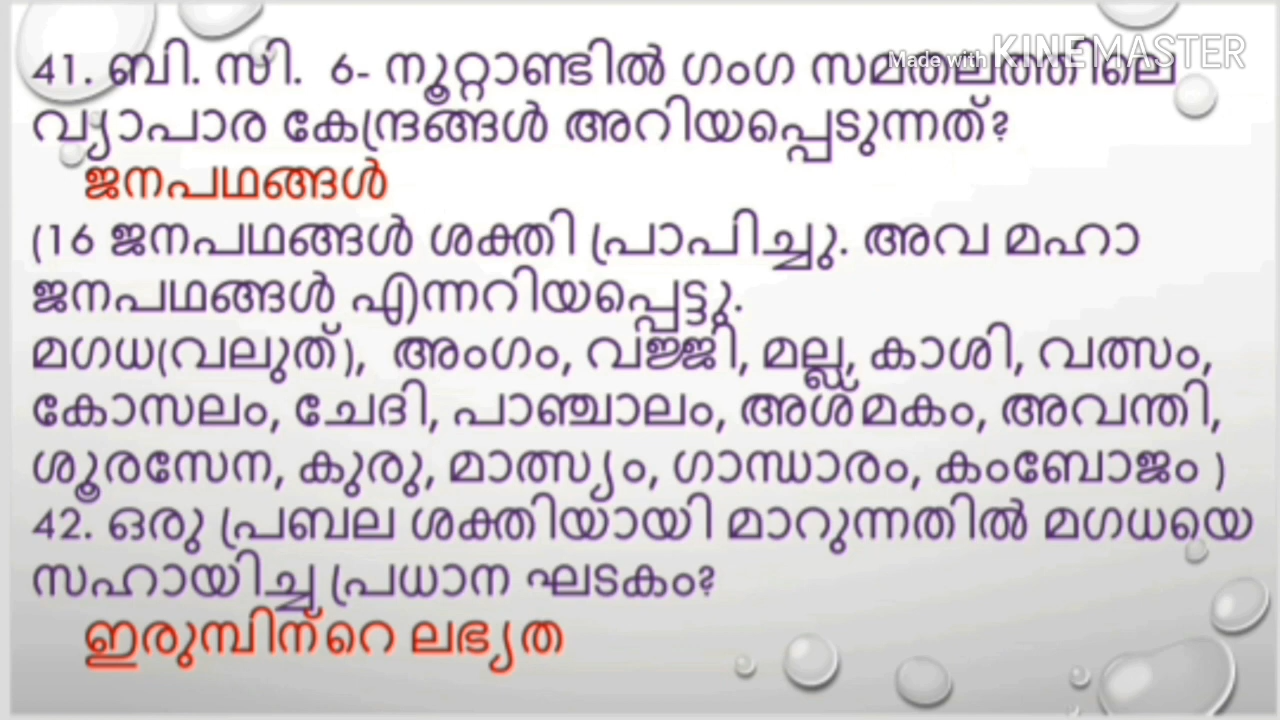 41. ബി. സി. 6- നൂറ്റാണ്ടിൽ ഗംഗ സമതലത്തിലെ
Made with KINEMASTER
വ്യാപാര കേന്ദ്രങ്ങൾ അറിയപ്പെടുന്നത്?
ജനപഥങ്ങൾ
(16 ജനപഥങ്ങൾ ശക്തി പ്രാപിച്ചു. അവ മഹാ
ജനപഥങ്ങൾ എന്നറിയപ്പെട്ടു.
മഗധ(വലുത്), അംഗം, വജ്ജി, മല്ല, കാശി, വത്സം,
കോസലം, ചേദി, പാഞ്ചാലം, അശ്മകം, അവന്തി,
ശൂരസേന, കുരു, മാത്സ്യം, ഗാന്ധാരം, കംബോജം )
42. ഒരു പ്രബല ശക്തിയായി മാറുന്നതിൽ മഗധയെ
സഹായിച്ച പ്രധാന ഘടകം?
ഇരുമ്പിന്റെ ലഭ്യത